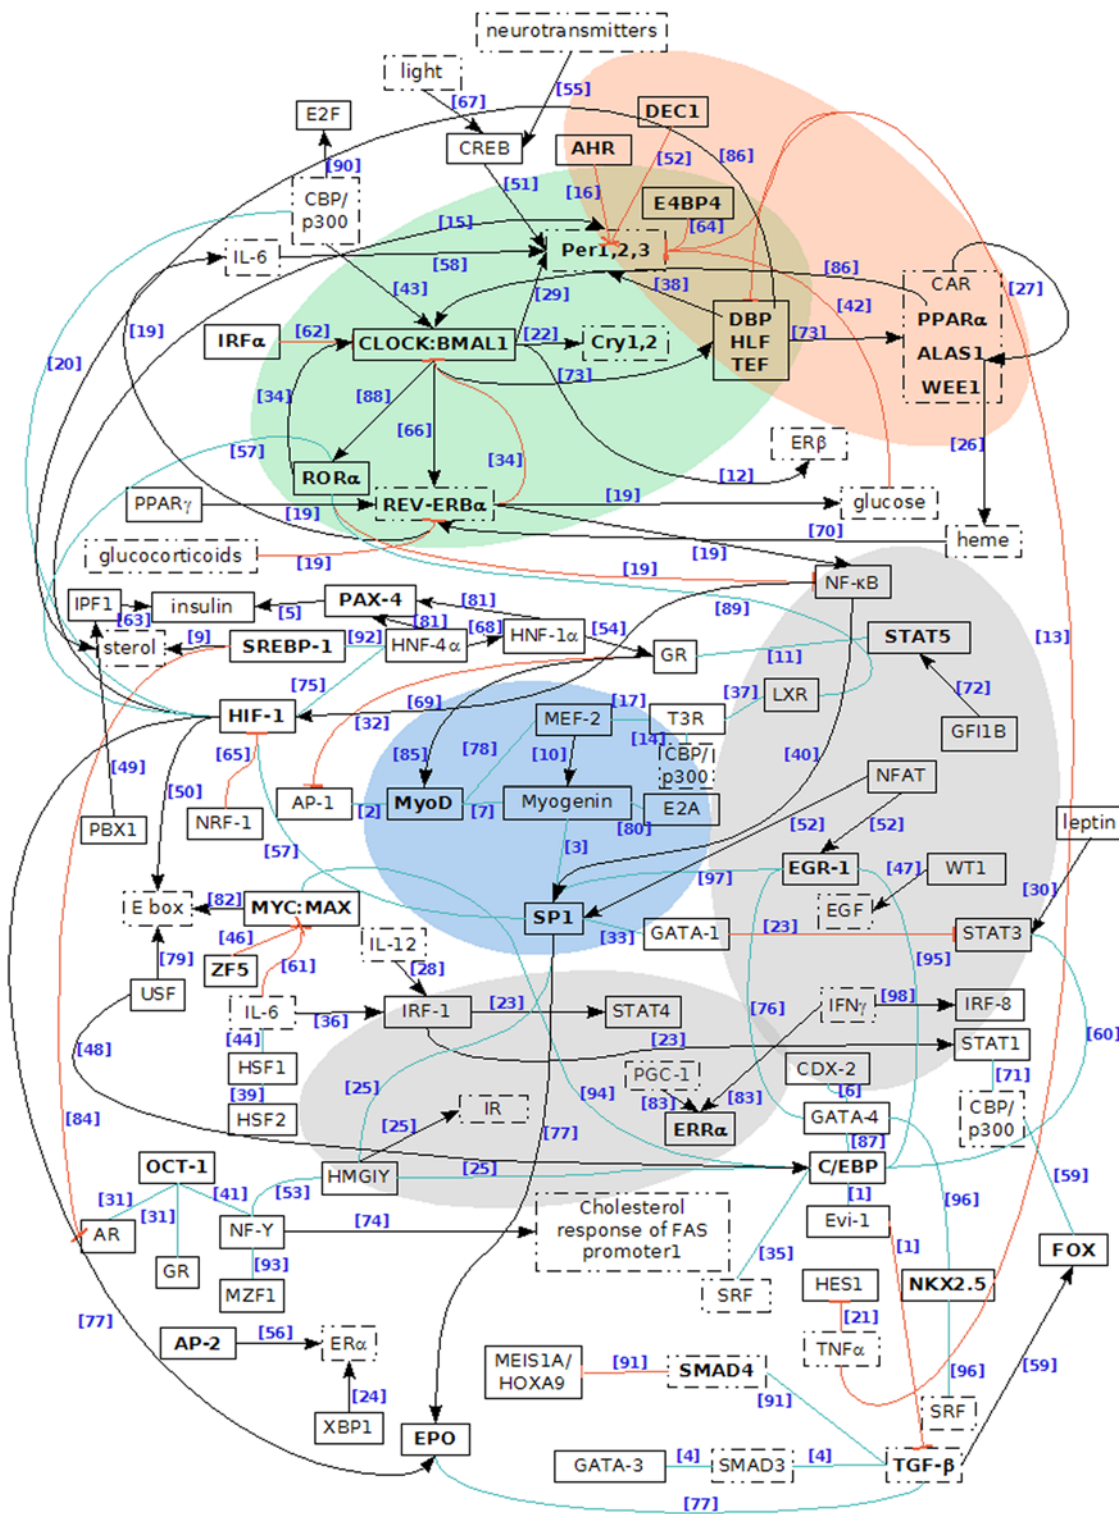 neurotransmitters
light
[67]
[55]
DEC1
E2F
CREB
AHR
[52]
[86]
[90]
CBP/
p300
[51]
[16]
E4BP4
[64]
[15]
IL-6
Per1,2,3
[58]
[86]
[43]
[29]
[38]
[42]
CAR
PPARα
ALAS1
WEE1
[27]
[19]
[20]
IRFα
[62]
CLOCK:BMAL1
[22]
Cry1,2
DBP
HLF
TEF
[73]
[73]
[34]
[88]
[66]
[57]
[34]
[12]
ERβ
[26]
RORα
PPARγ
[19]
REV-ERBα
[19]
glucose
[70]
heme
glucocorticoids
[19]
[19]
[19]
NF-κB
IPF1
insulin
PAX-4
[81]
[89]
[63]
[5]
[81]
[68]
HNF-1α
[54]
STAT5
[13]
sterol
[9]
SREBP-1
[92]
HNF-4α
GR
[11]
[75]
[69]
[17]
[37]
LXR
[72]
HIF-1
[32]
MEF-2
T3R
GFI1B
[65]
[85]
[78]
[10]
[14]
CBP/
p300
[40]
[49]
[50]
NFAT
PBX1
NRF-1
AP-1
[2]
MyoD
[7]
Myogenin
[80]
E2A
leptin
[57]
[3]
[52]
[52]
[97]
EGR-1
[47]
WT1
E box
[82]
MYC:MAX
EGF
[30]
SP1
[33]
GATA-1
[23]
STAT3
[46]
ZF5
[61]
IL-12
[28]
[95]
[79]
USF
IL-6
[36]
IRF-1
[23]
STAT4
[76]
IFNγ
[98]
IRF-8
[48]
[44]
[23]
STAT1
[60]
HSF1
PGC-1
CDX-2
[39]
[25]
[94]
[83]
[83]
[6]
[71]
HSF2
IR
GATA-4
CBP/
p300
[84]
[25]
[77]
ERRα
[87]
OCT-1
[25]
C/EBP
[31]
[41]
[53]
HMGIY
[1]
[96]
[59]
AR
[31]
NF-Y
[74]
Cholesterol
response of FAS
promoter1
Evi-1
[1]
FOX
GR
[93]
MZF1
[35]
SRF
HES1
NKX2.5
[77]
[21]
AP-2
[56]
ERα
MEIS1A/
HOXA9
[91]
SMAD4
TNFα
[59]
[96]
[24]
[91]
SRF
XBP1
EPO
GATA-3
[4]
SMAD3
[4]
TGF-β
[77]